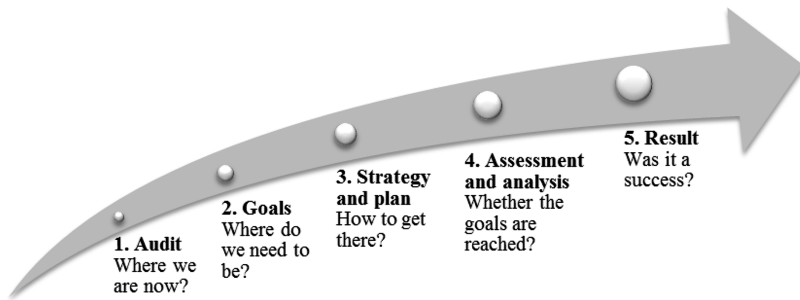 1. Audit
Where we
are now?
2. Goals
Where do
we need to
be?
3. Strategy
and plan
How to get
there?
4. Assessment
and analysis
Whether the
goals are
reached?
5. Result
Was it a
success?